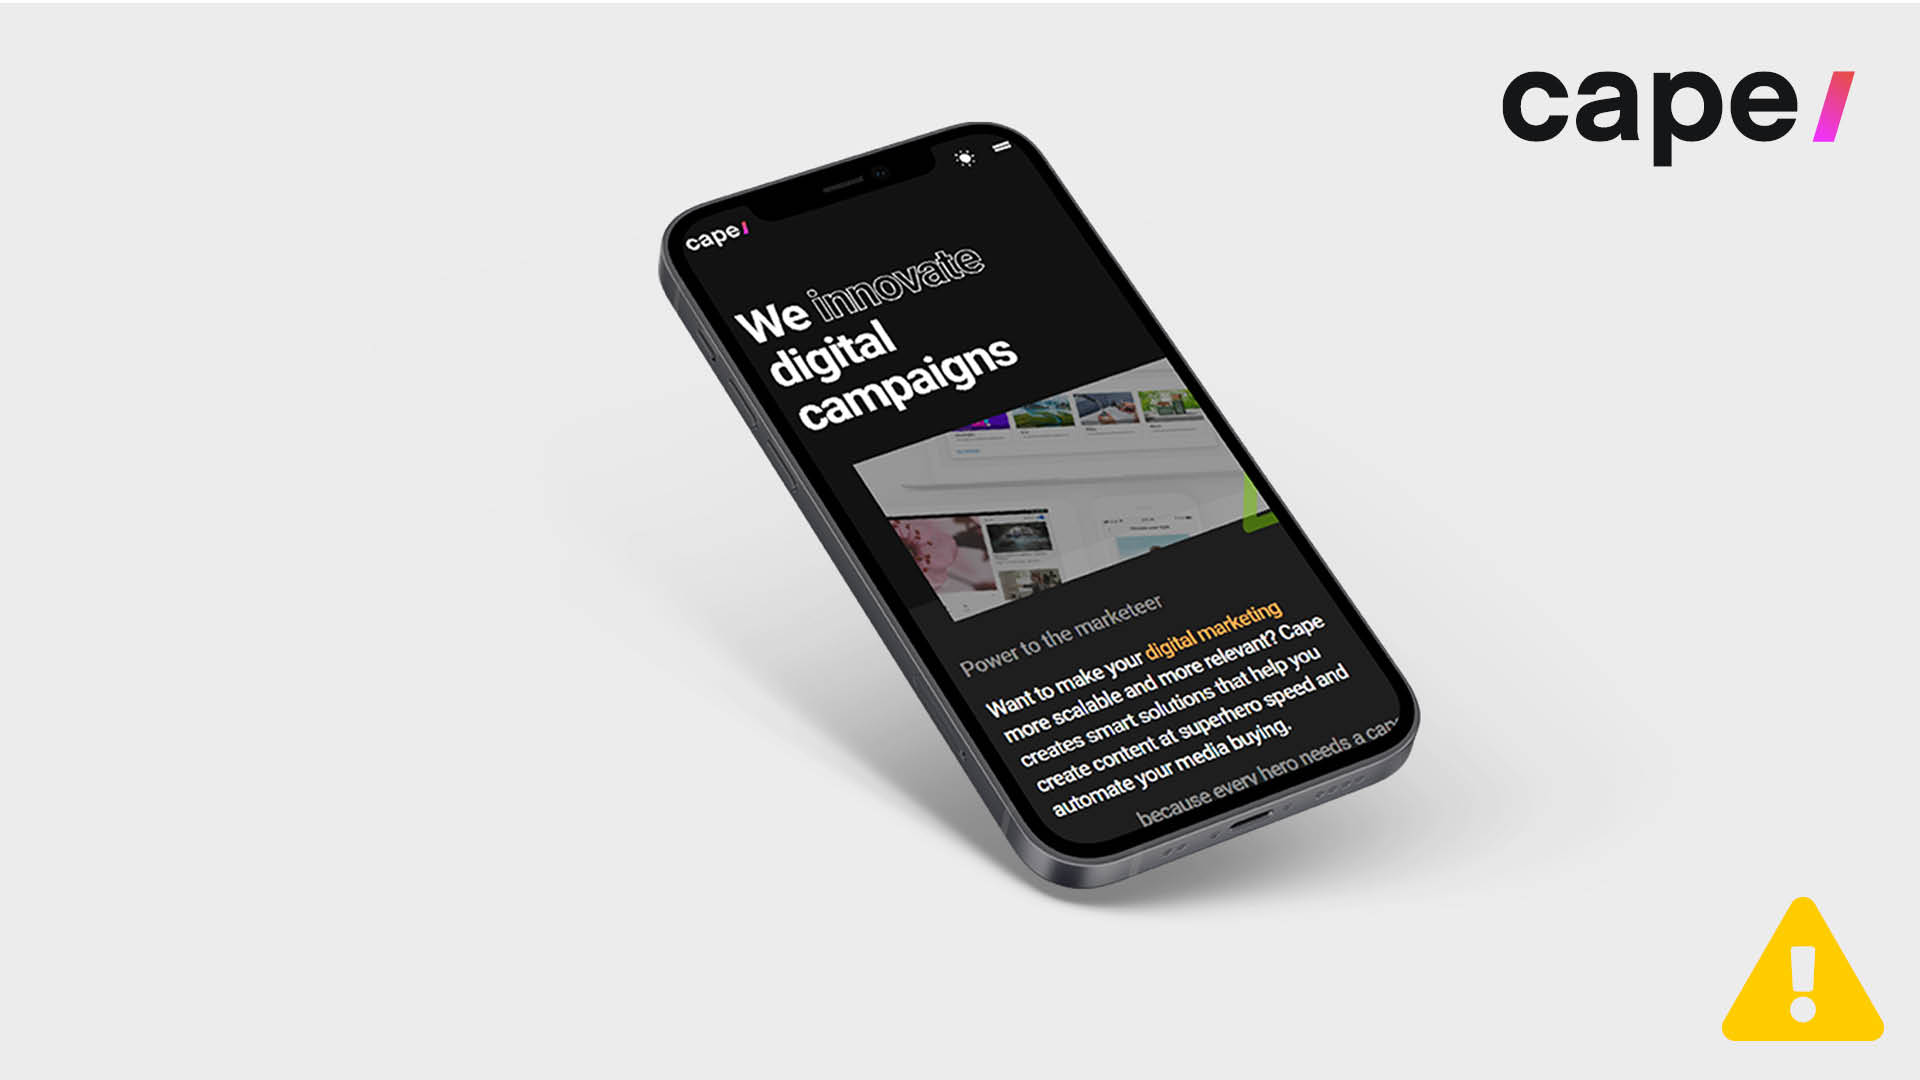 cape/
cape/
We innovate
digital
campaigns
Power to the marketeer
Want to make your digital marketing
more scalable and more relevant? Cape
creates smart solutions that help you
create content at superhero speed and
automate your media buying.
because every hero needs a cape